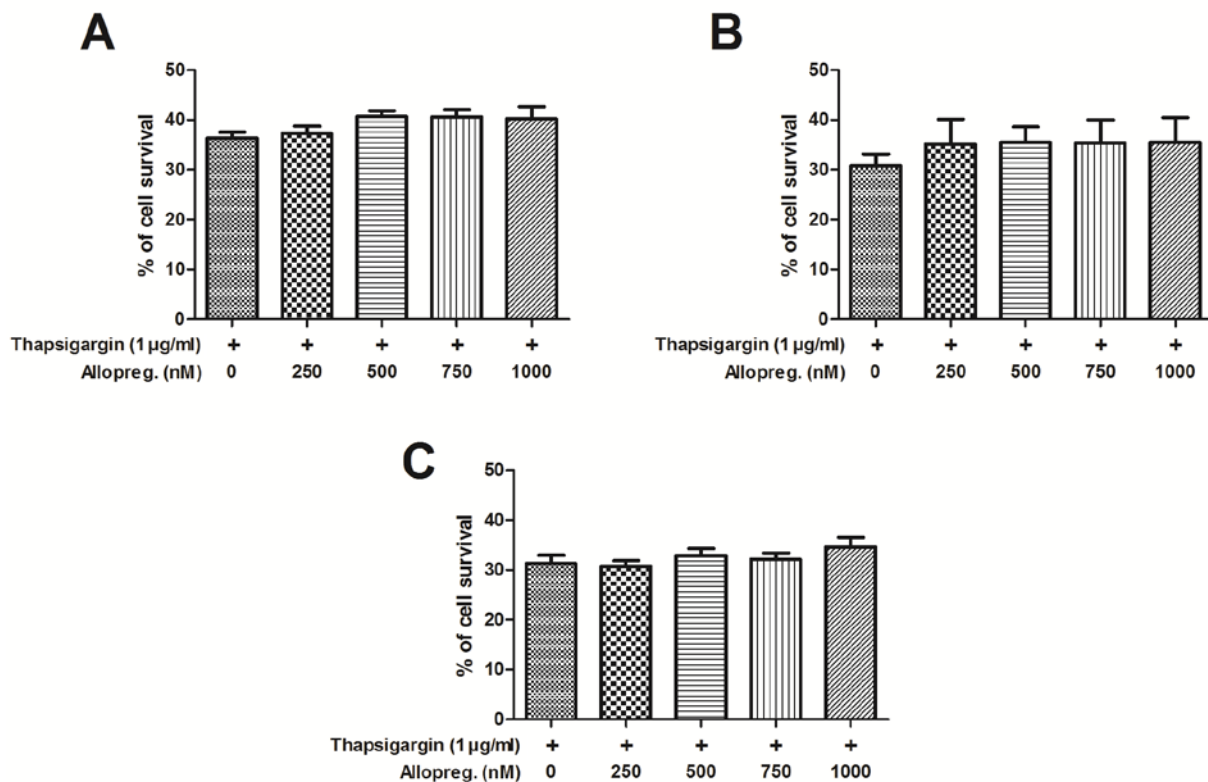 A
% of cell survival
50
40
30
20
10
0
Thapsigargin (1 µg/ml) + + + + +
Allopreg. (nM) 0 250 500 750 1000
B
% of cell survival
50
40
30
20
10
0
Thapsigargin (1 µg/ml) + + + + +
Allopreg. (nM) 0 250 500 750 1000
C
% of cell survival
50
40
30
20
10
0
Thapsigargin (1 µg/ml) + + + + +
Allopreg. (nM) 0 250 500 750 1000